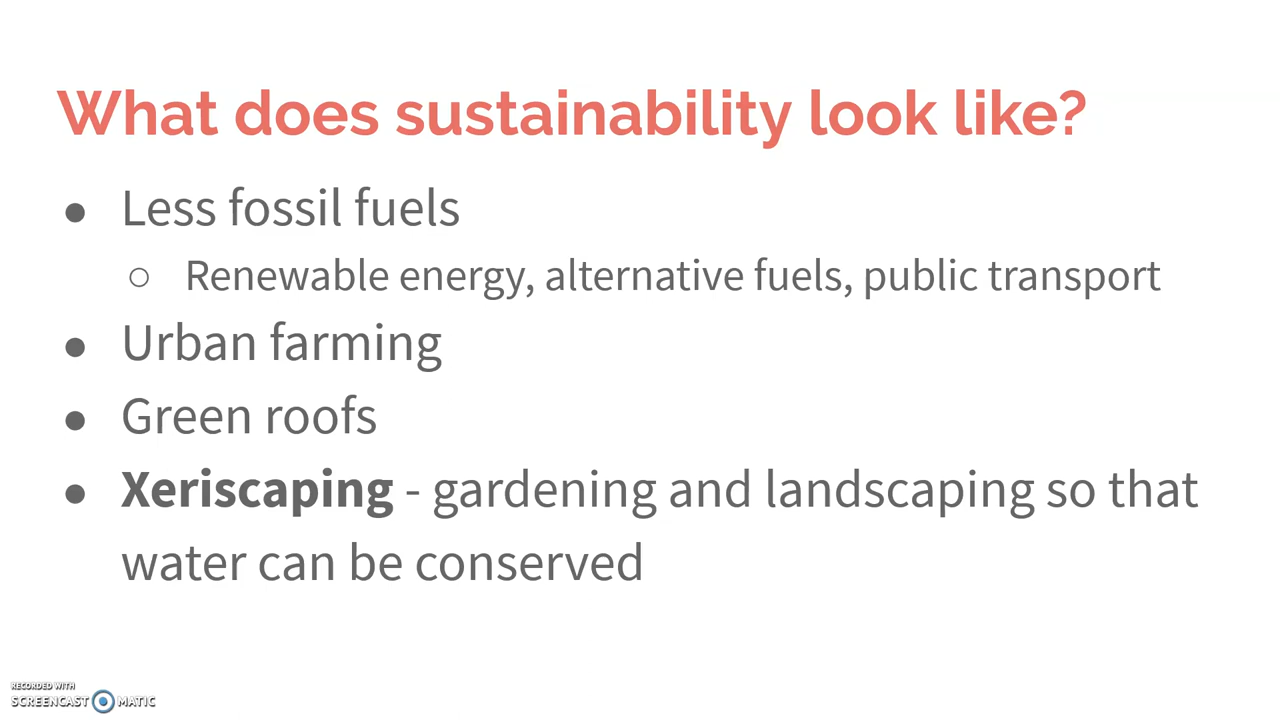 What does sustainability look like?
● Less fossil fuels
○ Renewable energy, alternative fuels, public transport
● Urban farming
● Green roofs
● Xeriscaping - gardening and landscaping so that
water can be conserved
RECORDED WITH
SCREENCAST MATIC